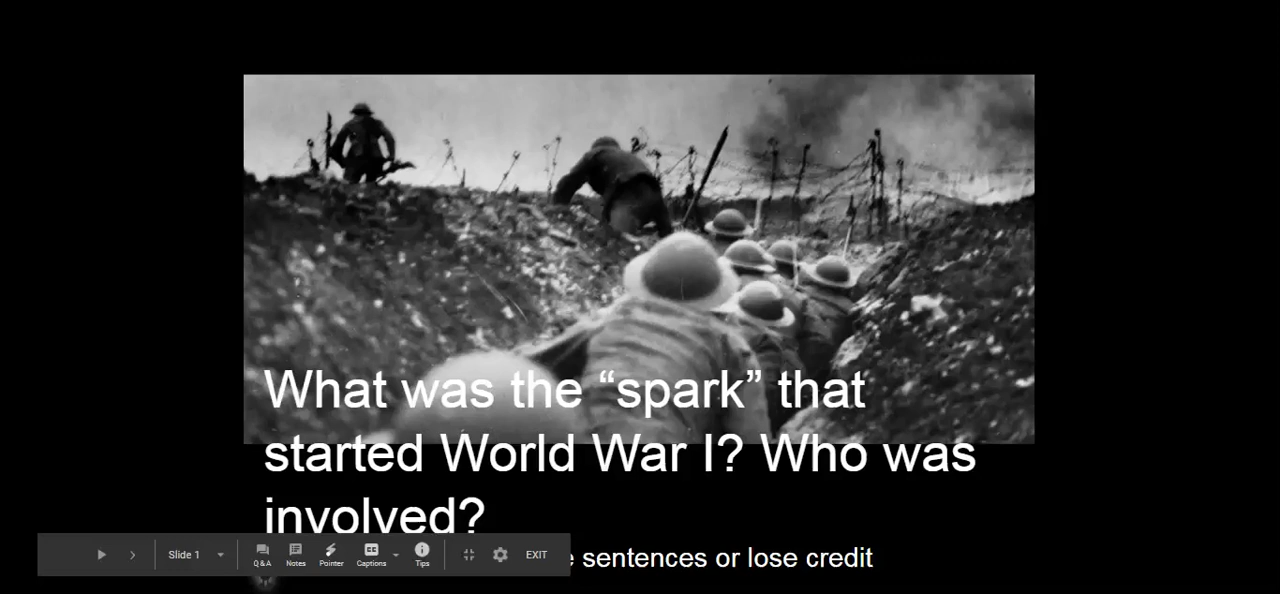 What was the “spark” that
started World War I? Who was
involved?
sentences or lose credit
Slide 1
Q&A
Notes
Pointer
Captions
Tips
EXIT
CC